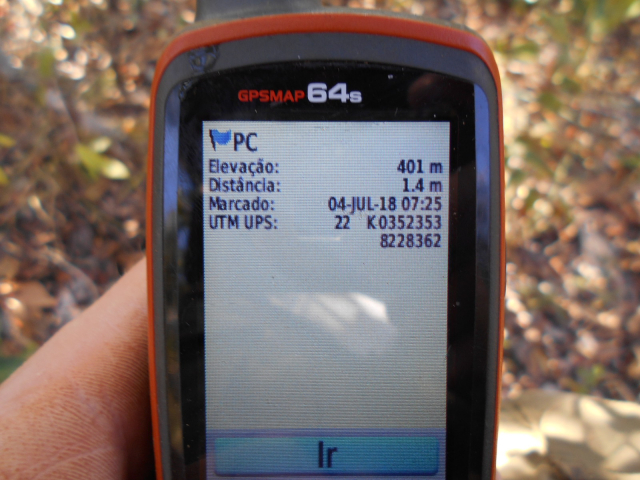 GPSMAP 64s
PC
Elevação: 401 m
Distância: 1.4 m
Marcado: 04-JUL-18 07:25
UTM UPS: 22 K 0352353
8228362
Ir